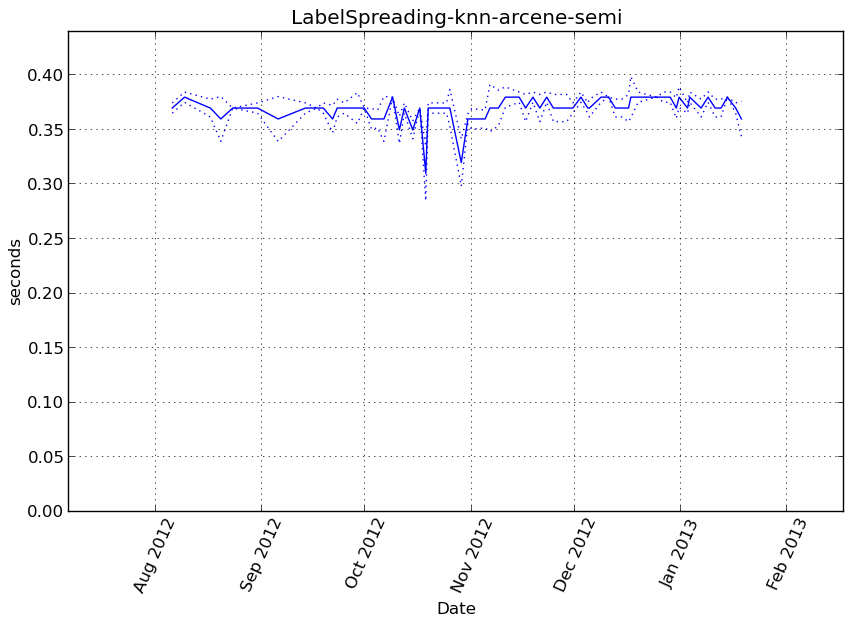 LabelSpreading-knn-arcene-semi
0.40
0.35
0.30
0.25
0.20
0.15
0.10
0.05
0.00
seconds
Aug 2012
Sep 2012
Oct 2012
Nov 2012
Dec 2012
Jan 2013
Feb 2013
Date